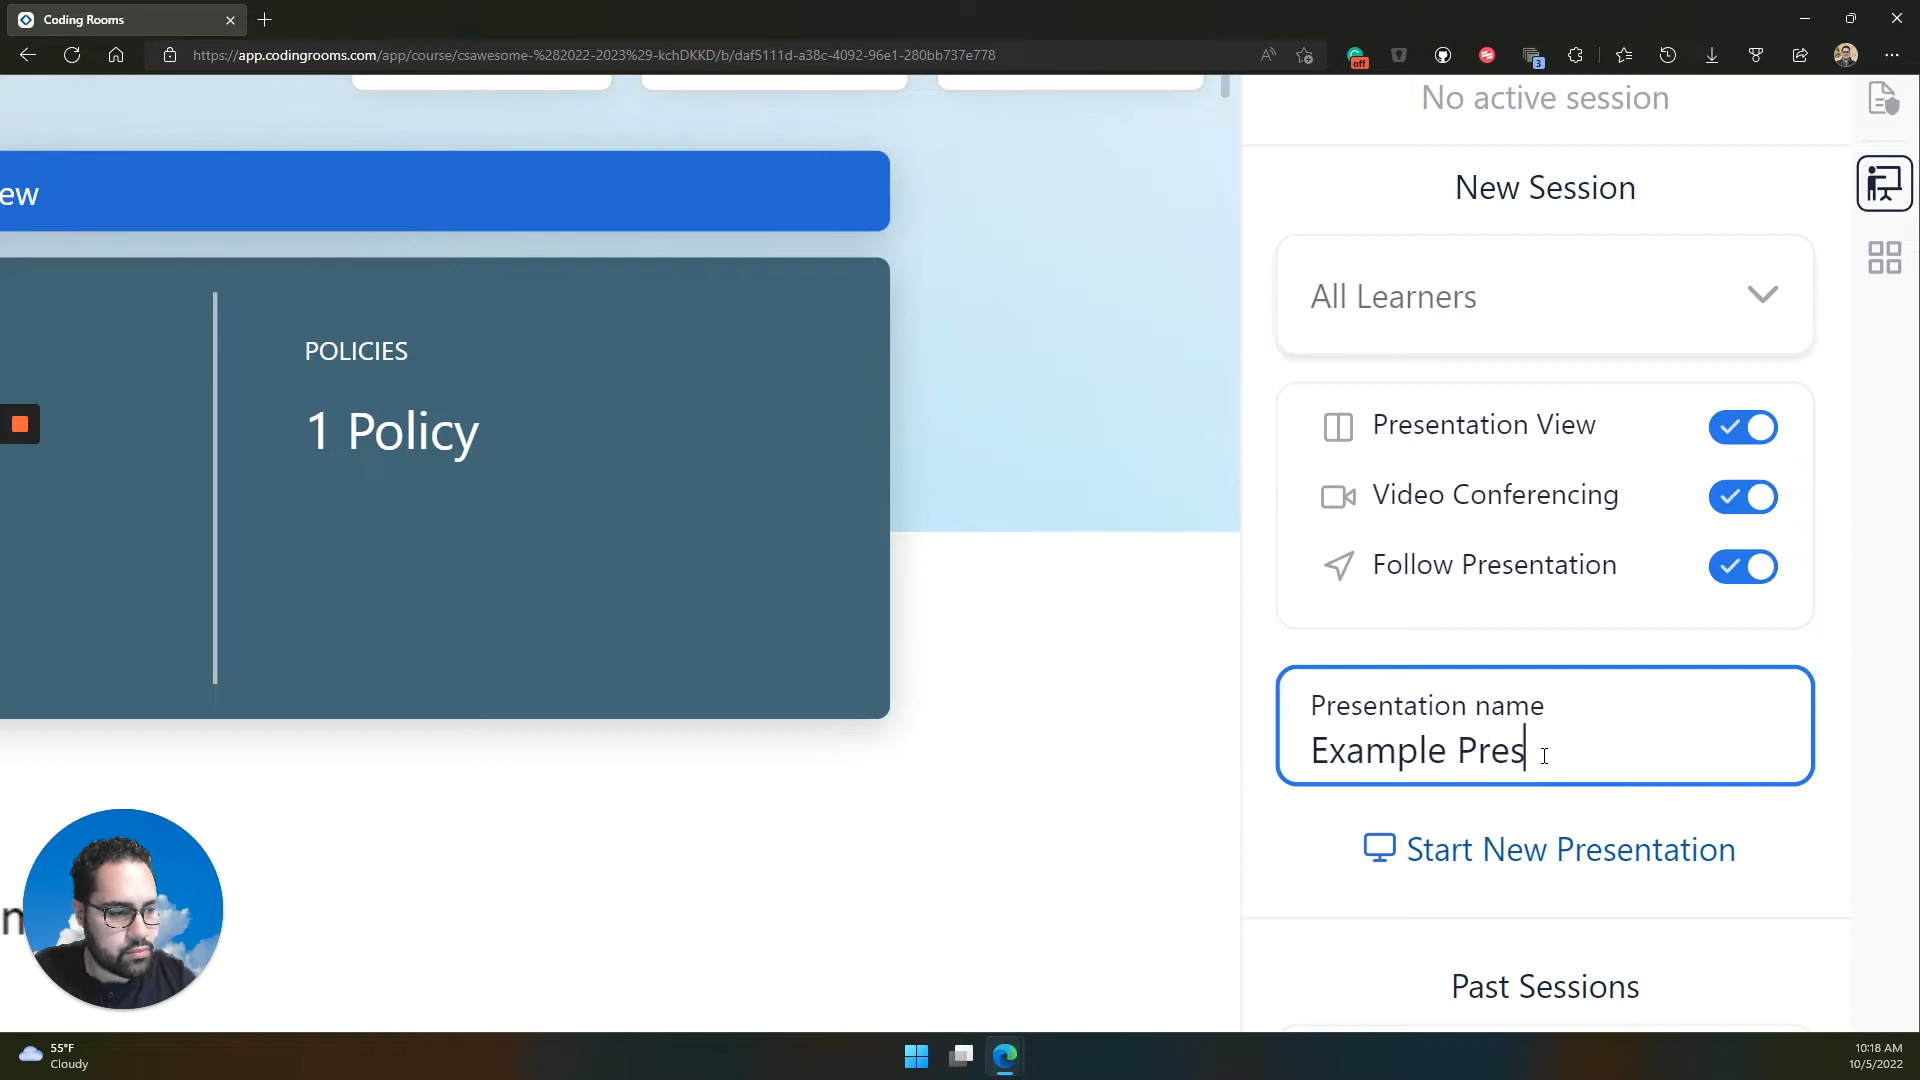 Coding Rooms
https://app.codingrooms.com/app/course/csawesome-%282022-2023%29-kchDKKD/b/daf5111d-a38c-4092-96e1-280bb737e778
off
3
No active session
New Session
ew
All Learners
POLICIES
1 Policy
Presentation View
Video Conferencing
Follow Presentation
Presentation name
Example Pres
Start New Presentation
Past Sessions
55°F
Cloudy
10:18 AM
10/5/2022